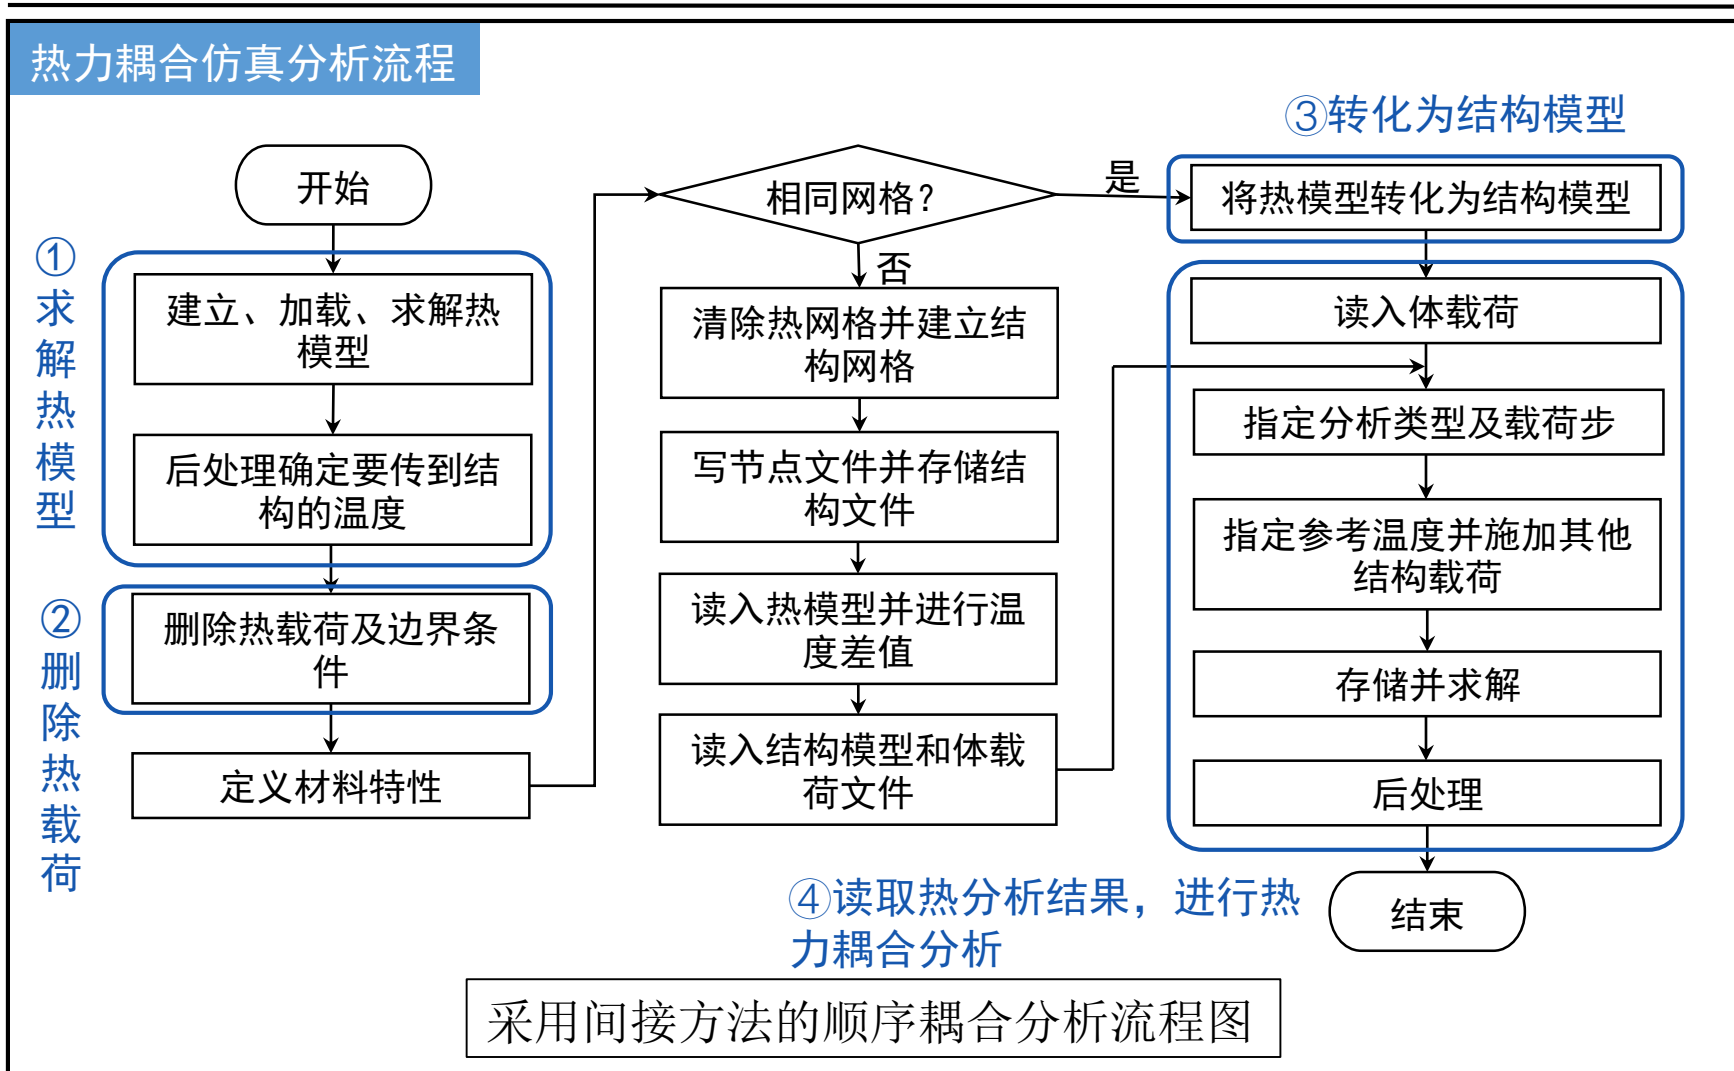 热力耦合仿真分析流程
①求解热模型
②删除热载荷
开始
建立、加载、求解热
模型
后处理确定要传到结
构的温度
删除热载荷及边界条
件
定义材料特性
相同网格？
是
否
清除热网格并建立结
构网格
写节点文件并存储结
构文件
读入热模型并进行温
度差值
读入结构模型和体载
荷文件
③转化为结构模型
将热模型转化为结构模型
读入体载荷
指定分析类型及载荷步
指定参考温度并施加其他
结构载荷
存储并求解
后处理
结束
④读取热分析结果，进行热
力耦合分析
采用间接方法的顺序耦合分析流程图